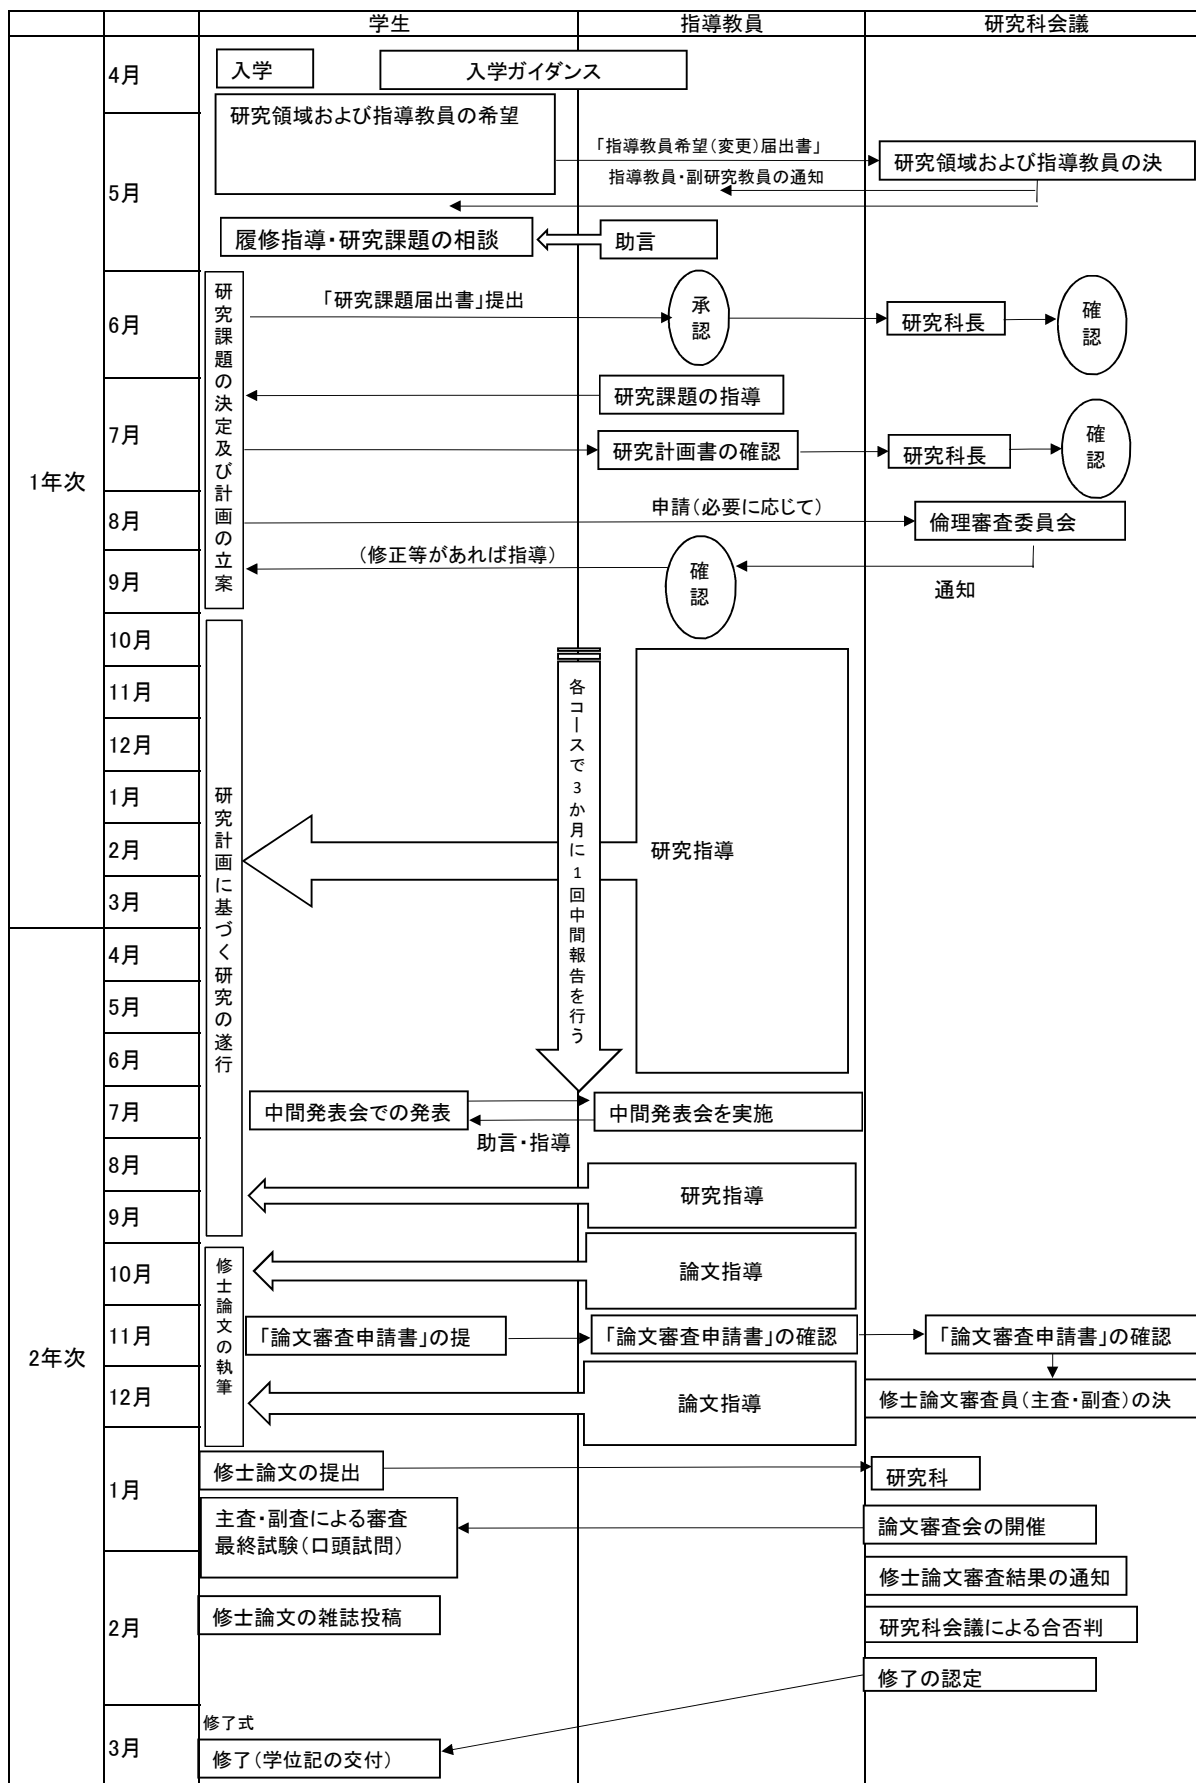 学生 指導教員 研究科会議
1年次
4月
入学
入学ガイダンス
研究領域および指導教員の希望
5月
「指導教員希望(変更)届出書」
研究領域および指導教員の決
指導教員・副研究教員の通知
履修指導・研究課題の相談
助言
研究課題の決定及び計画の立案
6月
「研究課題届出書」提出
承認
研究科長
確認
7月
研究課題の指導
研究計画書の確認
研究科長
確認
8月
申請(必要に応じて)
倫理審査委員会
9月
(修正等があれば指導)
確認
通知
10月
11月
12月
1月
2月
3月
研究計画に基づく研究の遂行
各コースで3か月に1回中間報告を行う
研究指導
2年次
4月
5月
6月
7月
中間発表会での発表
中間発表会を実施
助言・指導
8月
9月
研究指導
修士論文の執筆
10月
論文指導
11月
「論文審査申請書」の提
「論文審査申請書」の確認
「論文審査申請書」の確認
12月
論文指導
修士論文審査員(主査・副査)の決
1月
修士論文の提出
研究科
主査・副査による審査
最終試験(口頭試問)
論文審査会の開催
2月
修士論文審査結果の通知
修士論文の雑誌投稿
研究科会議による合否判
修了の認定
3月
修了式
修了(学位記の交付)